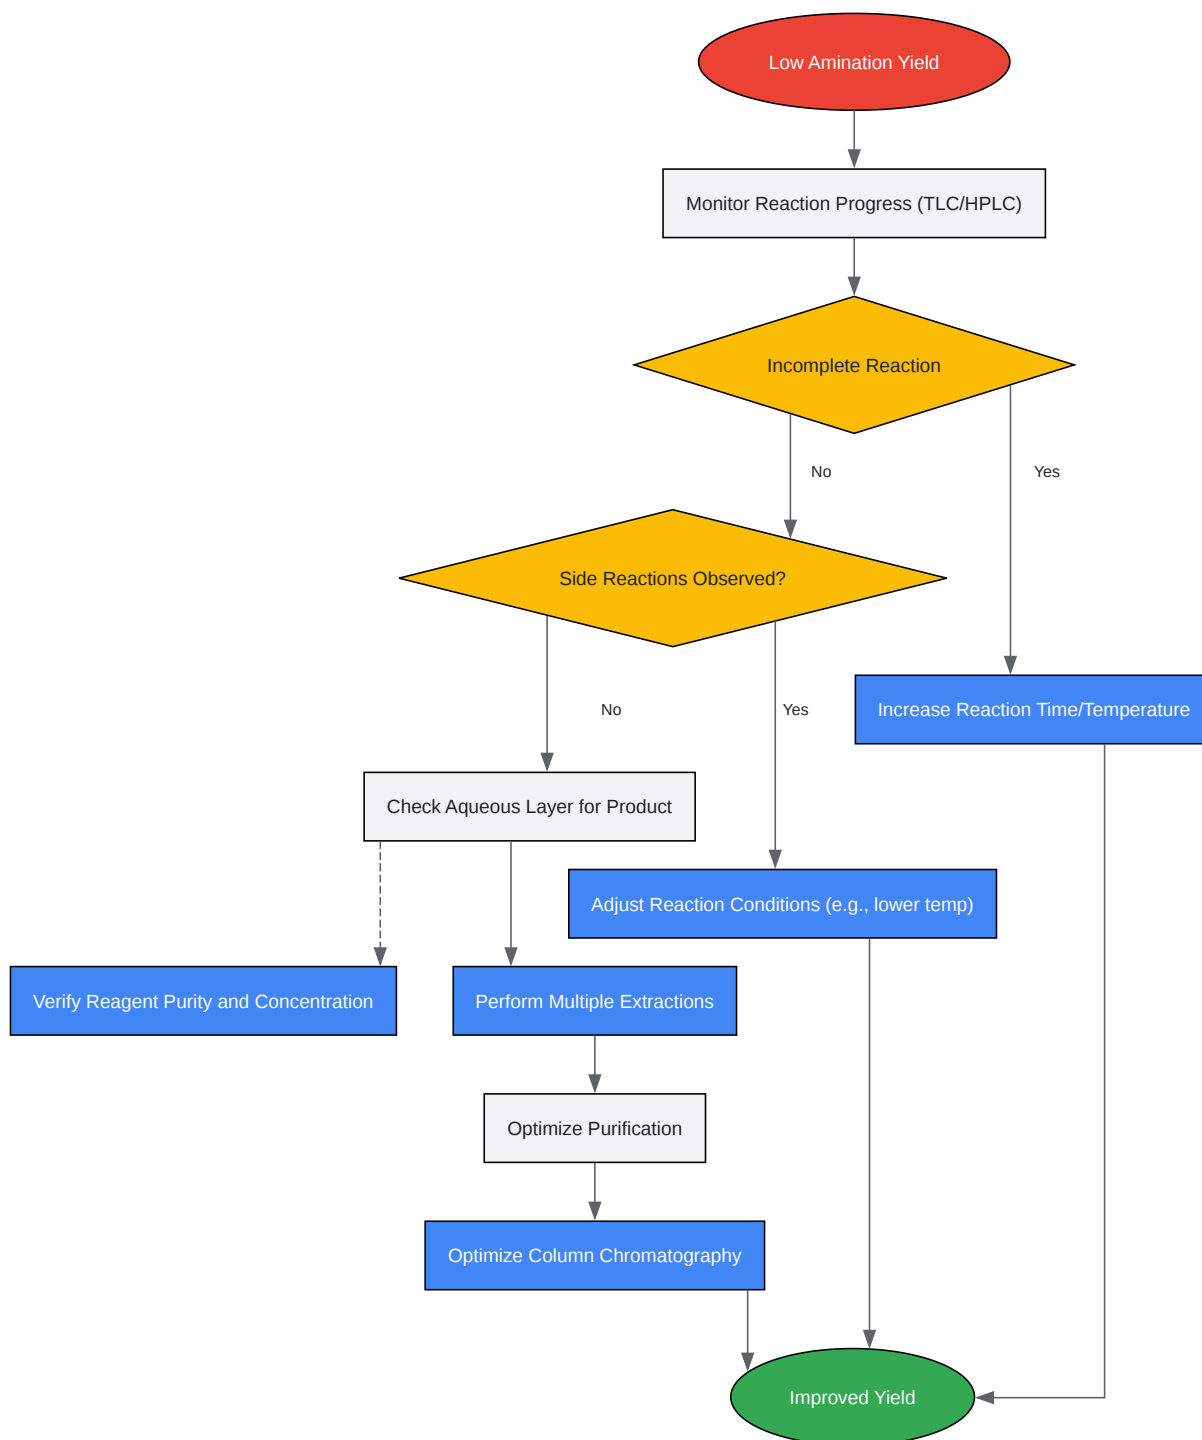 Low Amination Yield
Monitor Reaction Progress (TLC/HPLC)
Incomplete Reaction
No
Yes
Side Reactions Observed?
No
Yes
Increase Reaction Time/Temperature
Check Aqueous Layer for Product
Adjust Reaction Conditions (e.g., lower temp)
Verify Reagent Purity and Concentration
Perform Multiple Extractions
Optimize Purification
Optimize Column Chromatography
Improved Yield